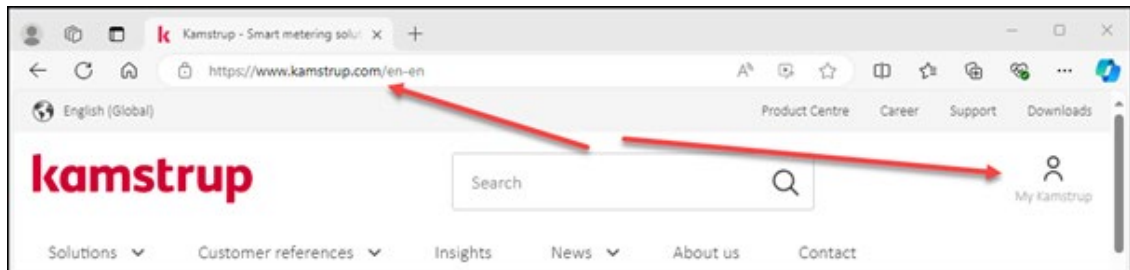 Kamstrup - Smart metering solu
https://www.kamstrup.com/en-en
English (Global) Product Centre Career Support Downloads
kamstrup
Search
My Kamstrup
Solutions Customer references Insights News About us Contact